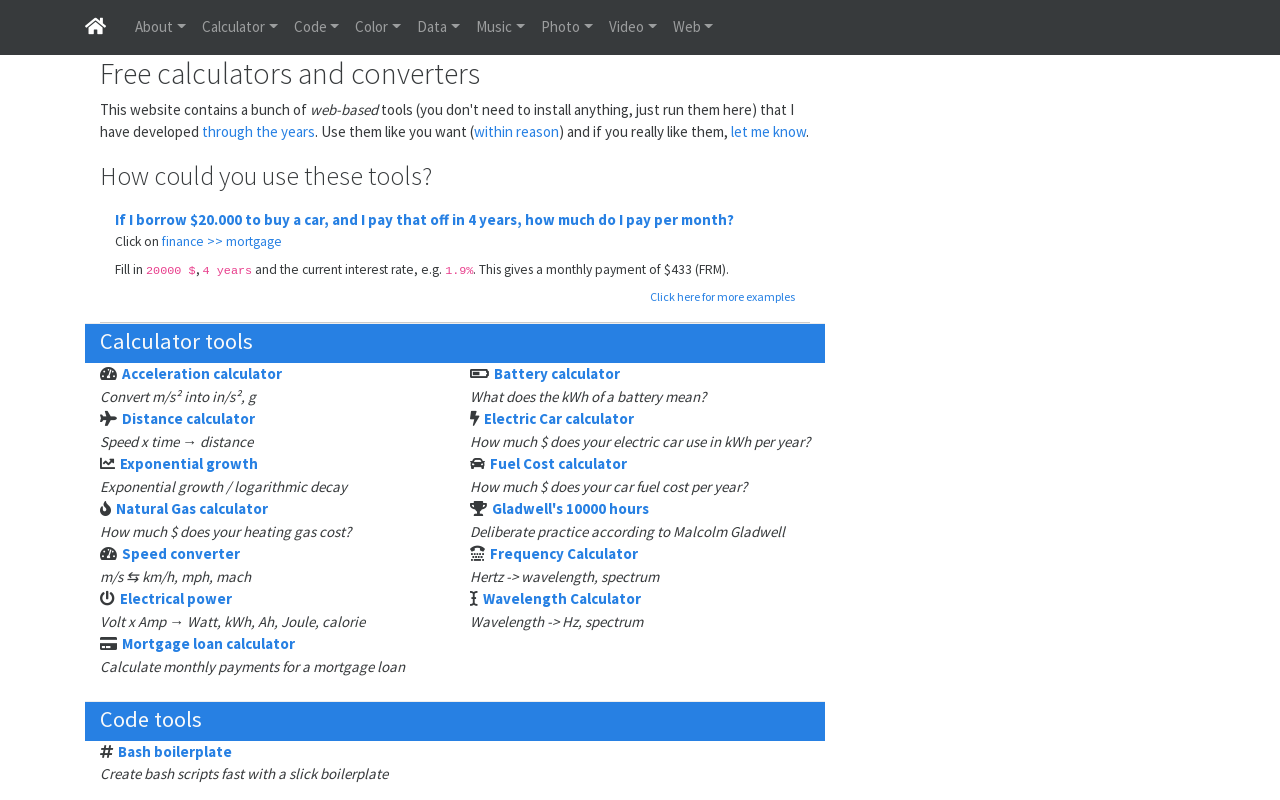 About Calculator Code Color Data Music Photo Video Web
Free calculators and converters
This website contains a bunch of web-based tools (you don't need to install anything, just run them here) that I
have developed through the years. Use them like you want (within reason) and if you really like them, let me know.
How could you use these tools?
If I borrow $20.000 to buy a car, and I pay that off in 4 years, how much do I pay per month?
Click on finance >> mortgage
Fill in 20000 $, 4 years and the current interest rate, e.g. 1.9%. This gives a monthly payment of $433 (FRM).
Click here for more examples
Calculator tools
Acceleration calculator
Convert m/s² into in/s², g
Distance calculator
Speed x time → distance
Exponential growth
Exponential growth / logarithmic decay
Natural Gas calculator
How much $ does your heating gas cost?
Speed converter
m/s ⇆ km/h, mph, mach
Electrical power
Volt x Amp → Watt, kWh, Ah, Joule, calorie
Mortgage loan calculator
Calculate monthly payments for a mortgage loan
Battery calculator
What does the kWh of a battery mean?
Electric Car calculator
How much $ does your electric car use in kWh per year?
Fuel Cost calculator
How much $ does your car fuel cost per year?
Gladwell's 10000 hours
Deliberate practice according to Malcolm Gladwell
Frequency Calculator
Hertz -> wavelength, spectrum
Wavelength Calculator
Wavelength -> Hz, spectrum
Code tools
Bash boilerplate
Create bash scripts fast with a slick boilerplate